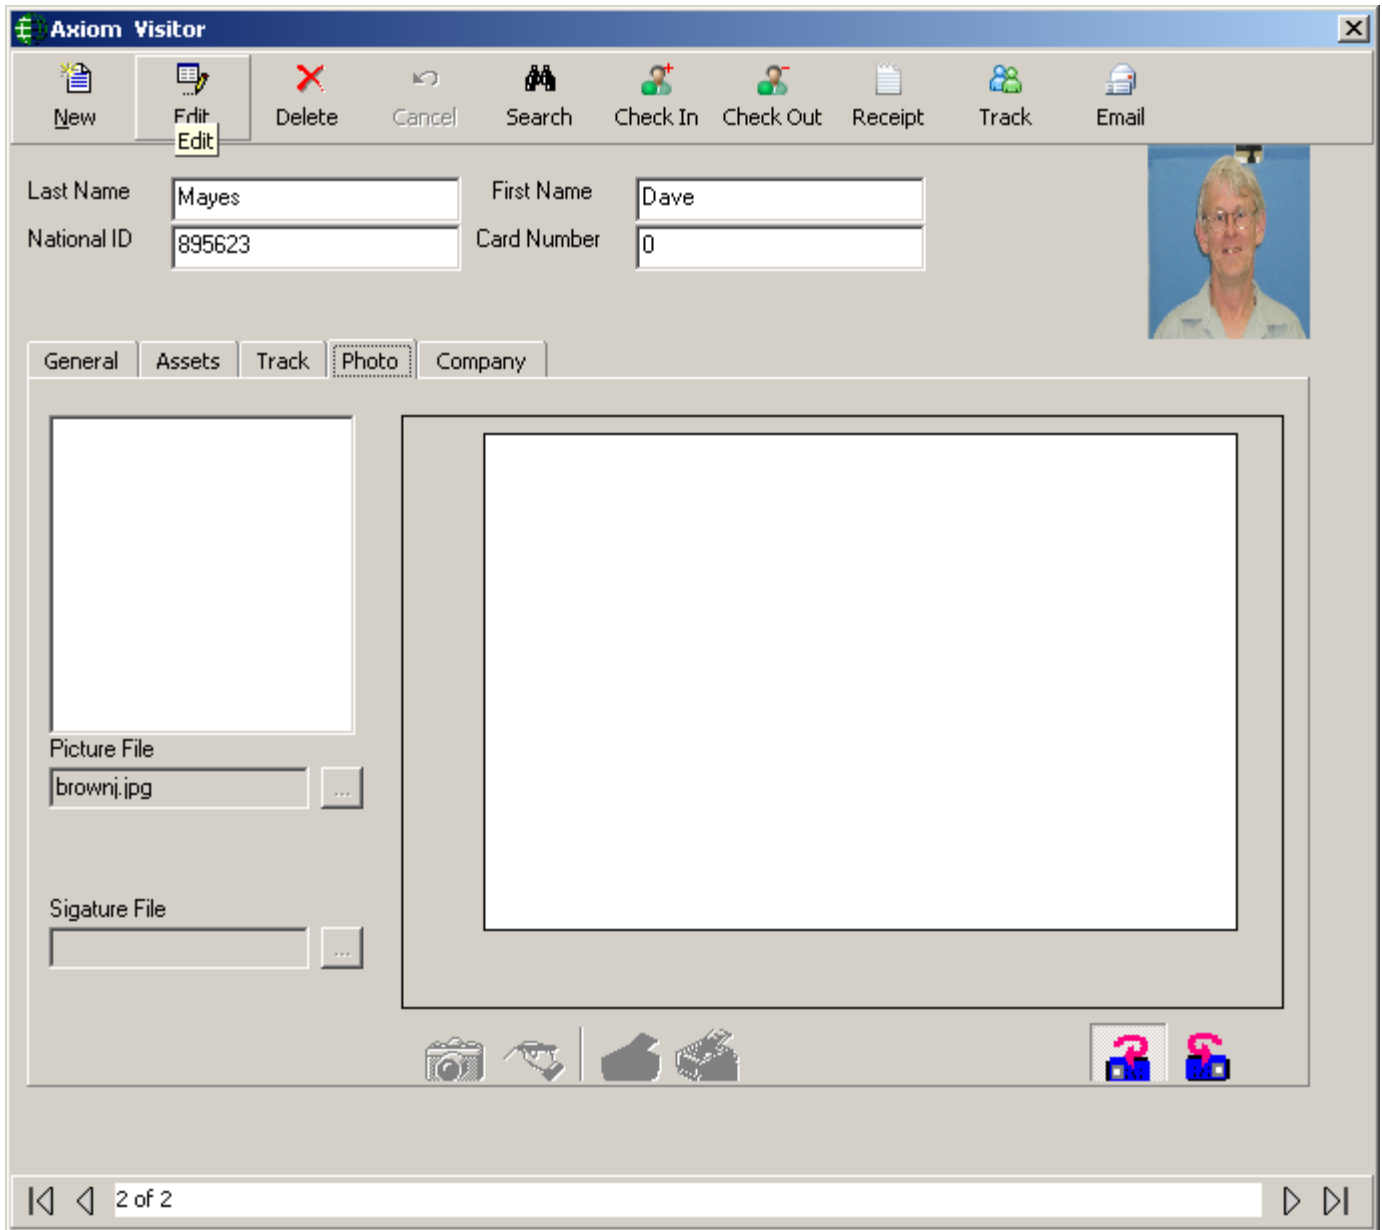 Axiom Visitor
New Edit Delete Cancel Search Check In Check Out Receipt Track Email
Edit
Last Name Mayes First Name Dave
National ID 895623 Card Number 0
General Assets Track Photo Company
Picture File
brownj.jpg ...
Sigature File
...
2 of 2